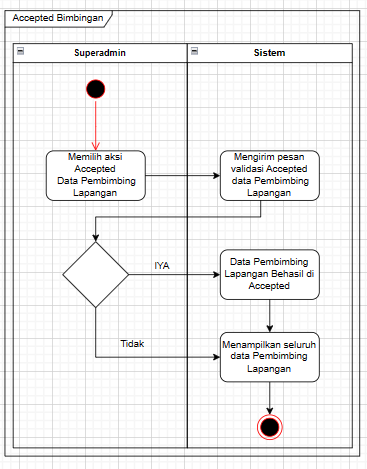 Accepted Bimbingan
Superadmin
Sistem
Memilih aksi
Accepted
Data Pembimbing
Lapangan
Mengirim pesan
validasi Accepted
data Pembimbing
Lapangan
IYA
Data Pembimbing
Lapangan Behasil di
Accepted
Tidak
Menampilkan seluruh
data Pembimbing
Lapangan